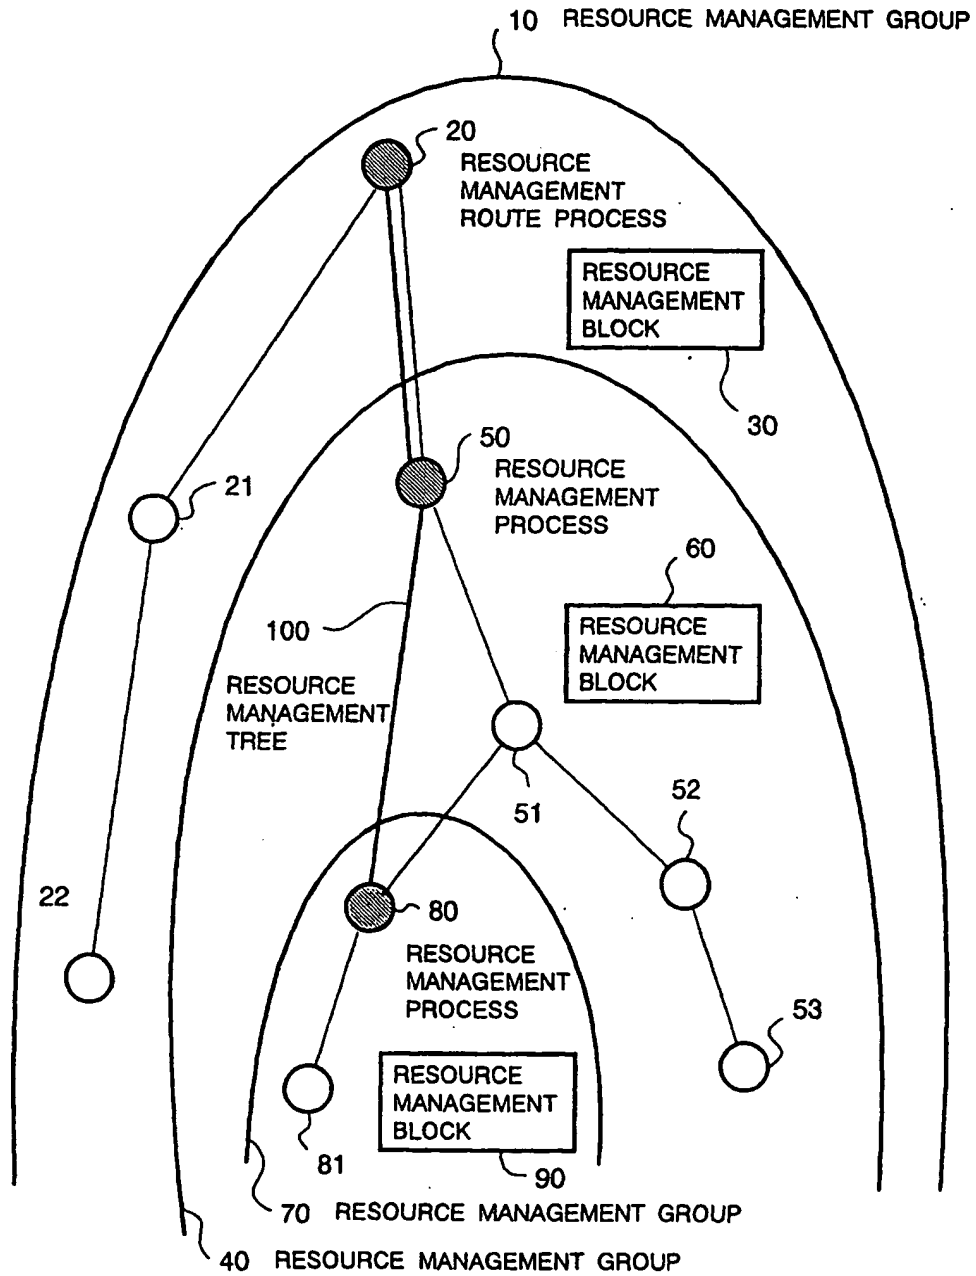 10 RESOURCE MANAGEMENT GROUP
20
RESOURCE
MANAGEMENT
ROUTE PROCESS
RESOURCE
MANAGEMENT
BLOCK
30
50
RESOURCE
MANAGEMENT
PROCESS
21
60
RESOURCE
MANAGEMENT
BLOCK
100
RESOURCE
MANAGEMENT
TREE
51
52
22
80
RESOURCE
MANAGEMENT
PROCESS
53
RESOURCE
MANAGEMENT
BLOCK
81
90
70 RESOURCE MANAGEMENT GROUP
40 RESOURCE MANAGEMENT GROUP